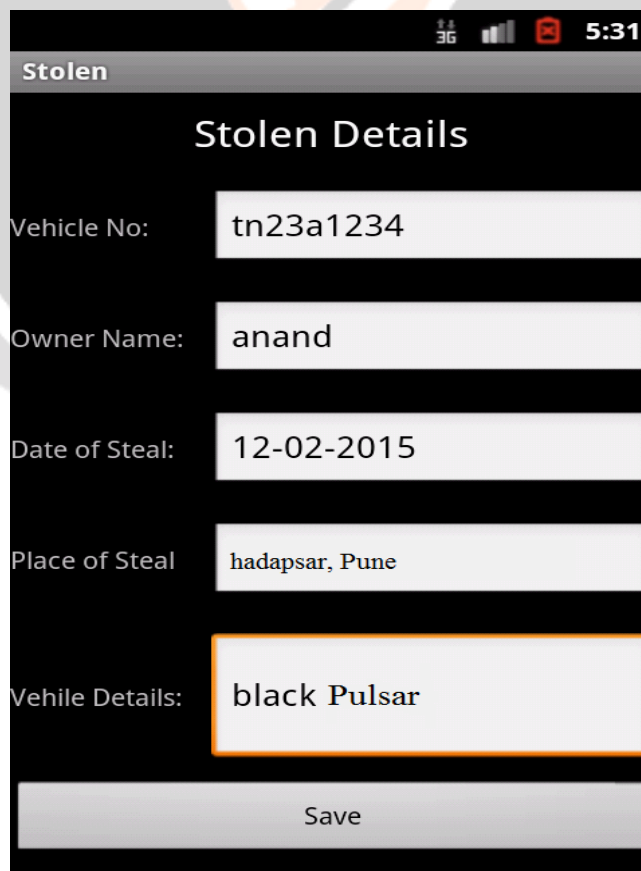 3G 5:31
Stolen
Stolen Details
Vehicle No: tn23a1234
Owner Name: anand
Date of Steal: 12-02-2015
Place of Steal hadapsar, Pune
Vehile Details: black Pulsar
Save